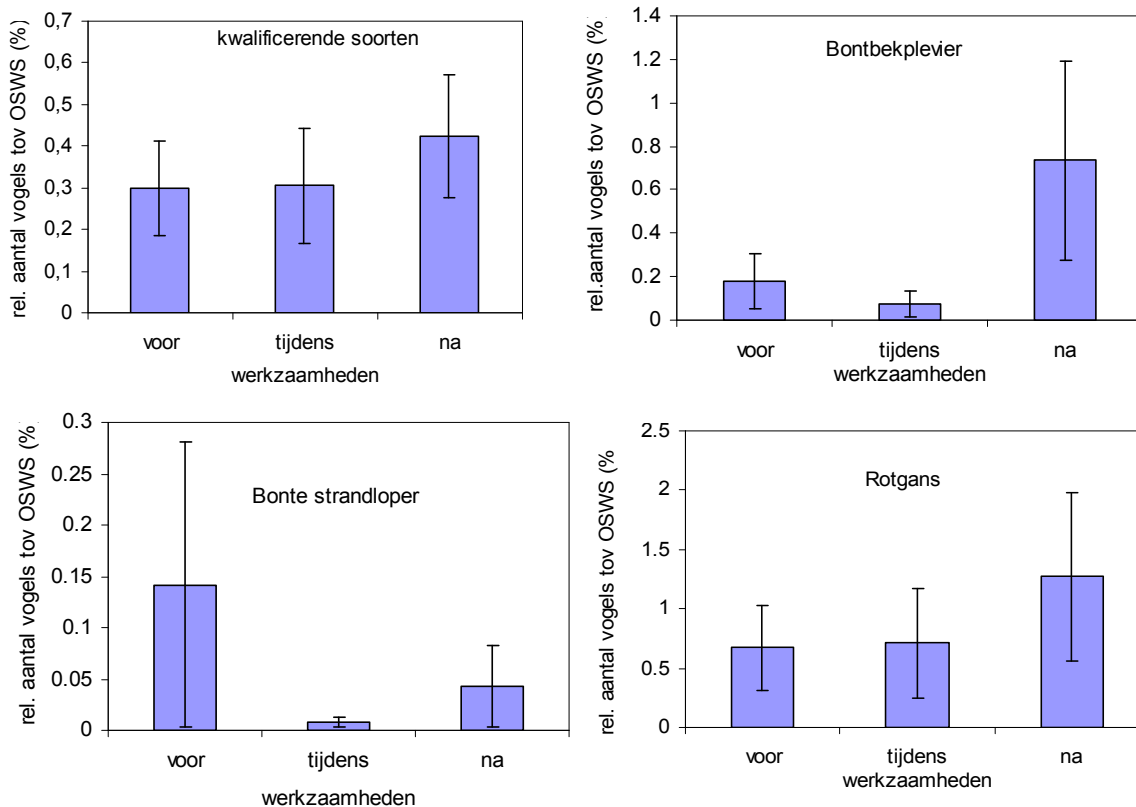 rel. aantal vogels tov OSWS (%)
kwalificerende soorten
0,7
0,6
0,5
0,4
0,3
0,2
0,1
0
voor tijdens na
werkzaamheden
rel.aantal vogels tov OSWS (%
Bontbekplevier
1.4
1.2
1
0.8
0.6
0.4
0.2
0
voor tijdens na
werkzaamheden
rel. aantal vogels tov OSWS (%
Bonte strandloper
0.3
0.25
0.2
0.15
0.1
0.05
0
voor tijdens na
werkzaamheden
rel. aantal vogels tov OSWS (%
Rotgans
2.5
2
1.5
1
0.5
0
voor tijdens na
werkzaamheden